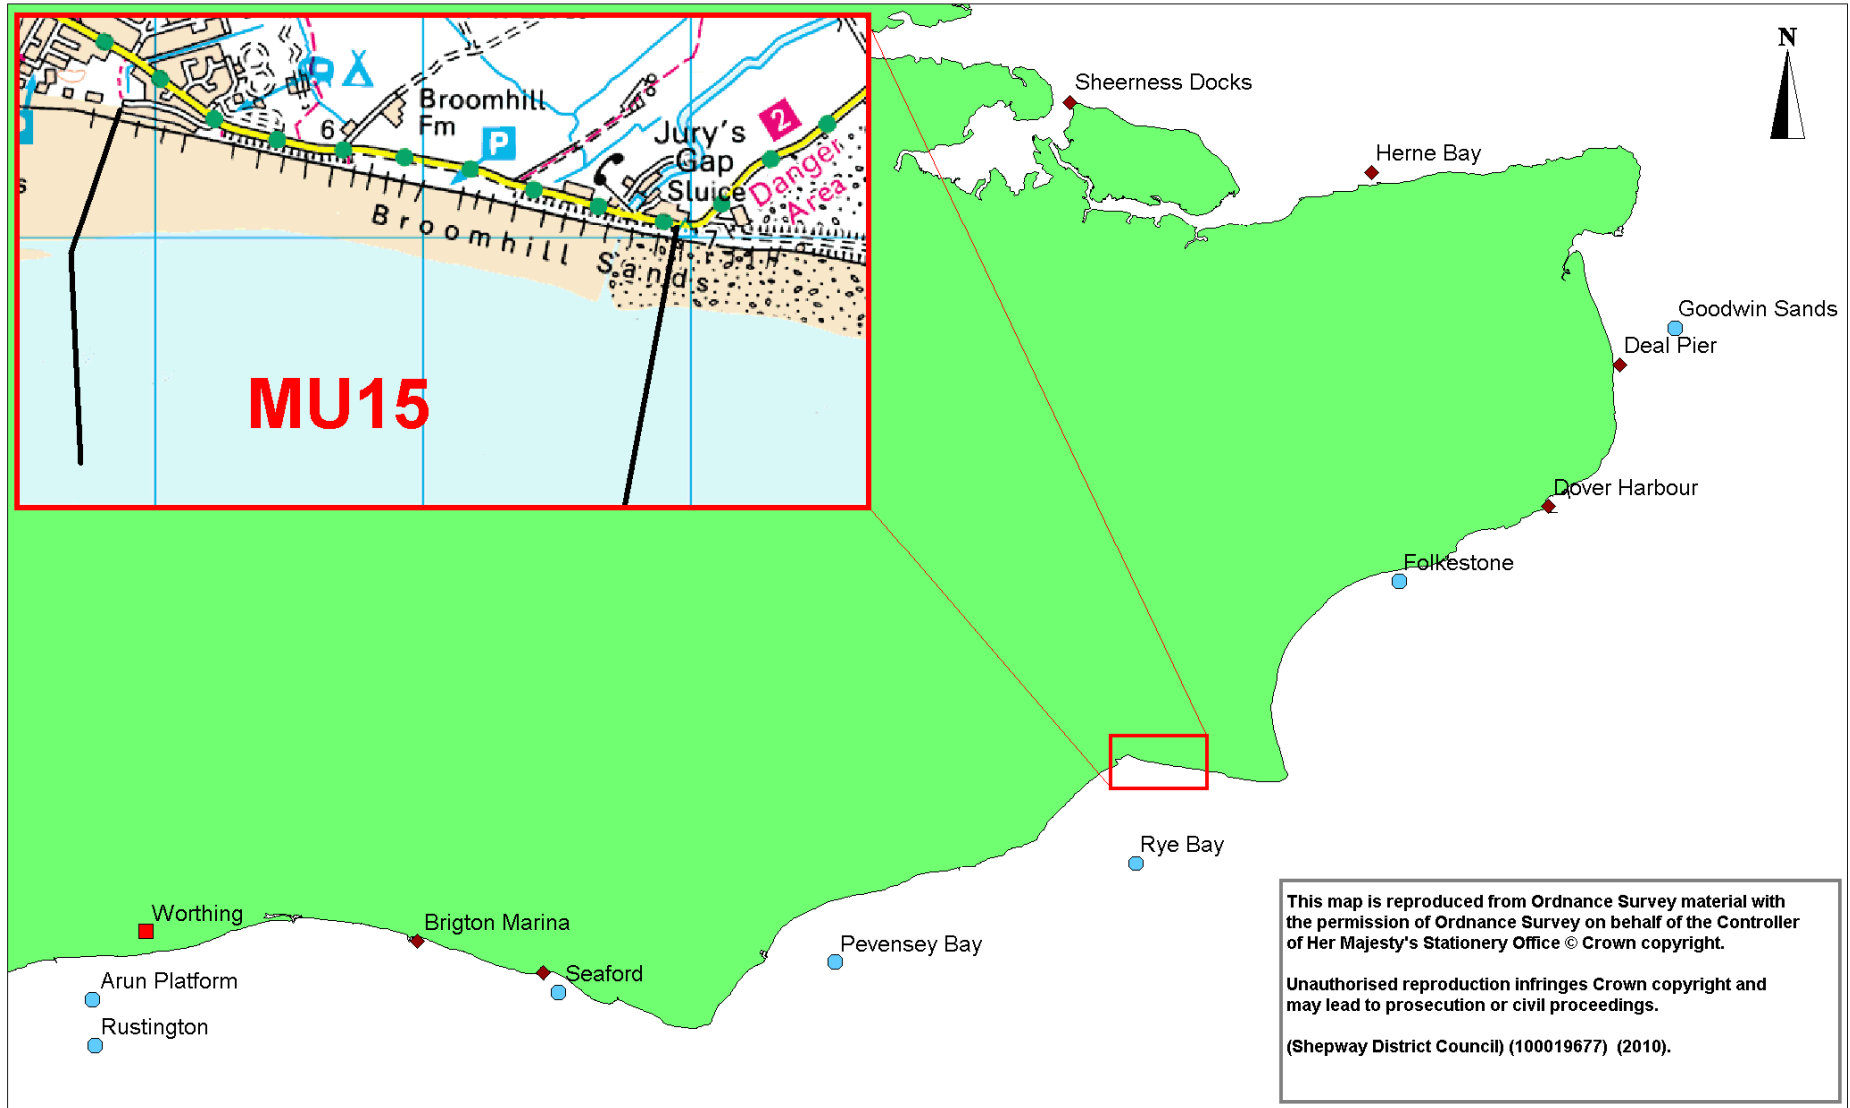 Broomhill
Fm
6
P
Jury's
Gap
Sluice
2
Danger
Area
Broomhill Sands
MU15
N
Sheerness Docks
Herne Bay
Goodwin Sands
Deal Pier
Dover Harbour
Folkestone
Rye Bay
Worthing
Brigton Marina
Pevensey Bay
Seaford
Arun Platform
Rustington
This map is reproduced from Ordnance Survey material with
the permission of Ordnance Survey on behalf of the Controller
of Her Majesty's Stationery Office © Crown copyright.
Unauthorised reproduction infringes Crown copyright and
may lead to prosecution or civil proceedings.
(Shepway District Council) (100019677) (2010).